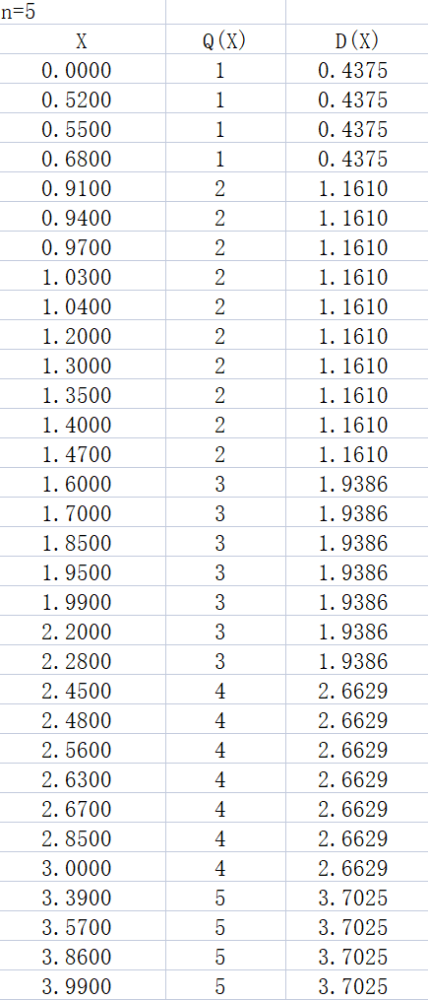 n=5
X Q(X) D(X)
0.0000 1 0.4375
0.5200 1 0.4375
0.5500 1 0.4375
0.6800 1 0.4375
0.9100 2 1.1610
0.9400 2 1.1610
0.9700 2 1.1610
1.0300 2 1.1610
1.0400 2 1.1610
1.2000 2 1.1610
1.3000 2 1.1610
1.3500 2 1.1610
1.4000 2 1.1610
1.4700 2 1.1610
1.6000 3 1.9386
1.7000 3 1.9386
1.8500 3 1.9386
1.9500 3 1.9386
1.9900 3 1.9386
2.2000 3 1.9386
2.2800 3 1.9386
2.4500 4 2.6629
2.4800 4 2.6629
2.5600 4 2.6629
2.6300 4 2.6629
2.6700 4 2.6629
2.8500 4 2.6629
3.0000 4 2.6629
3.3900 5 3.7025
3.5700 5 3.7025
3.8600 5 3.7025
3.9900 5 3.7025